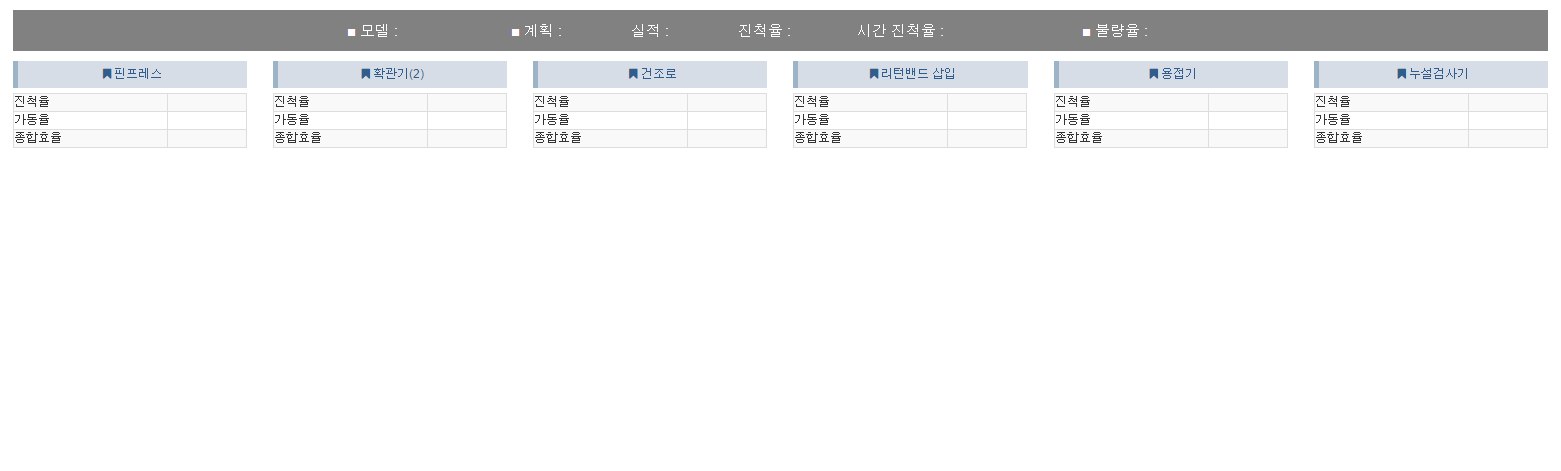 ■ 모델 : ■ 계획 : 실적 : 진척율 : 시간 진척율 : ■ 불량율 :
핀프레스 확관기(2) 건조로 리턴밴드 삽입 용접기 누설검사기
진척율 진척율 진척율 진척율 진척율 진척율
가동율 가동율 가동율 가동율 가동율 가동율
종합효율 종합효율 종합효율 종합효율 종합효율 종합효율